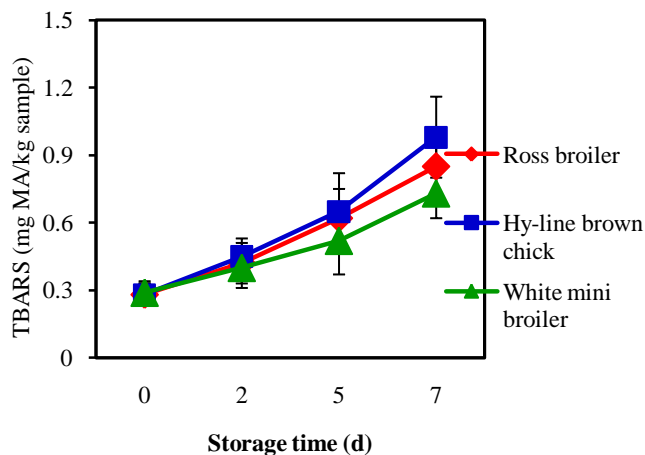 1.5
1.2
0.9
0.6
0.3
0
TBARS (mg MA/kg sample)
0 2 5 7
Storage time (d)
Ross broiler
Hy-line brown
chick
White mini
broiler